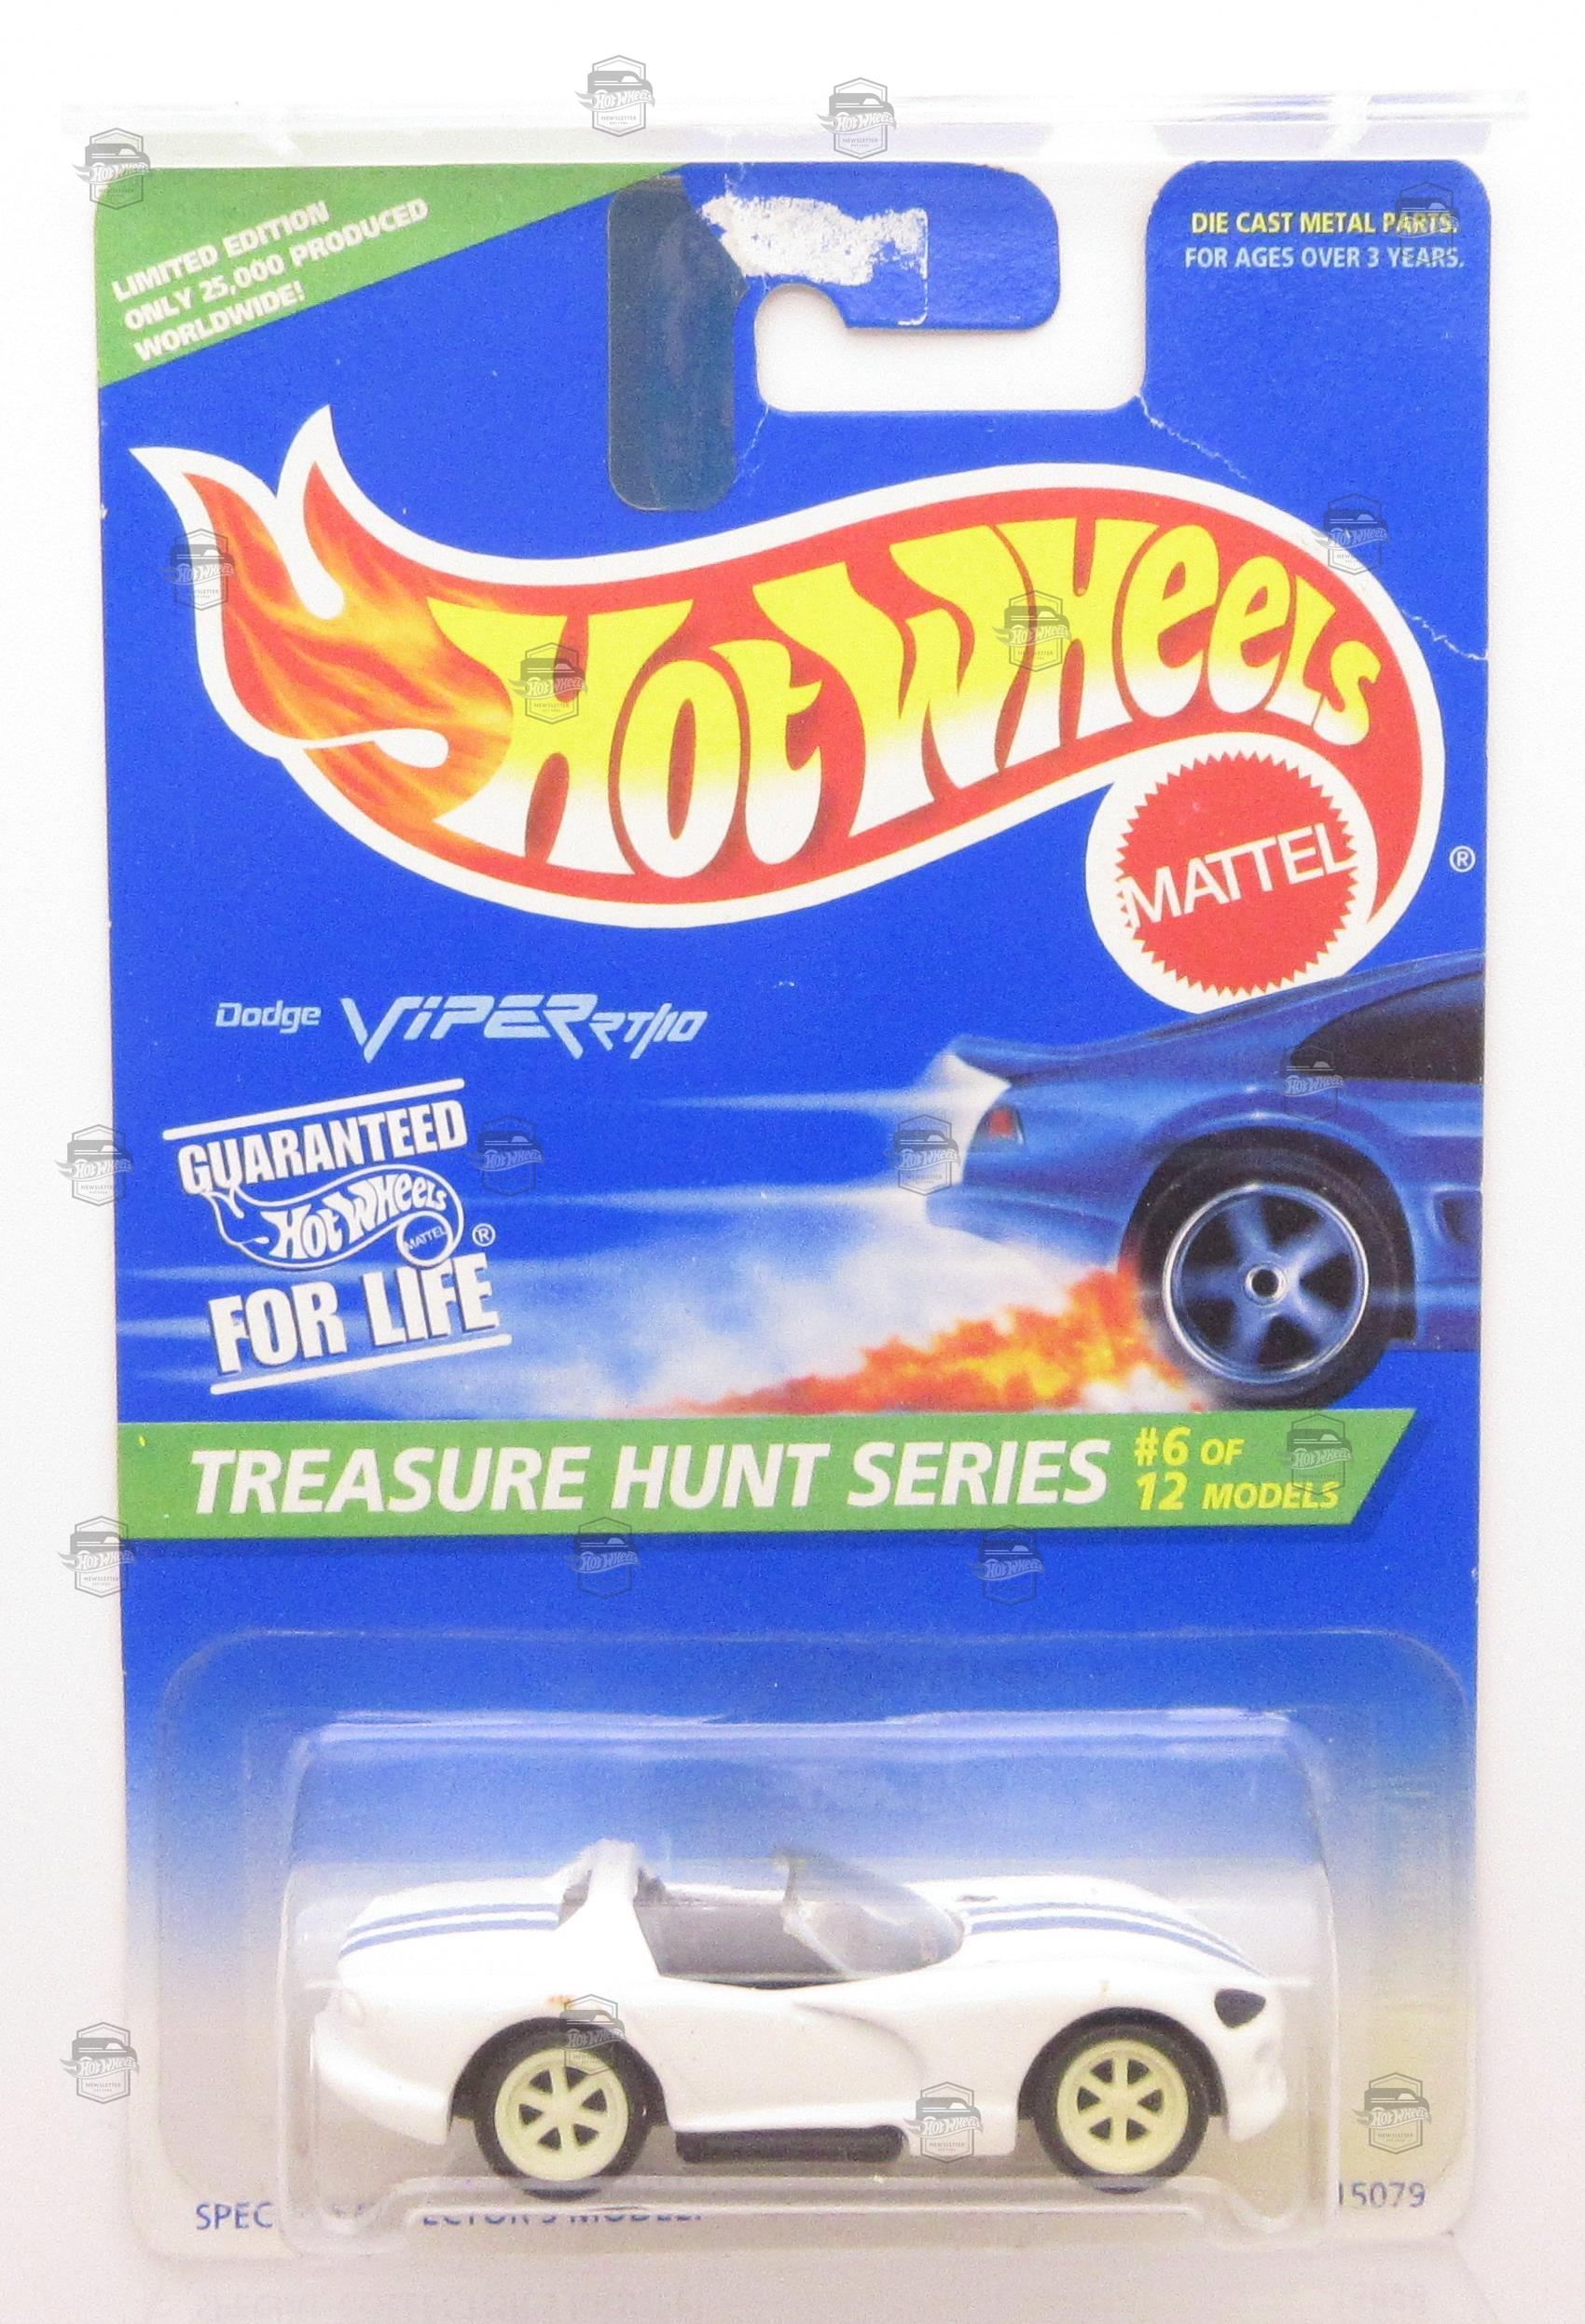 LIMITED EDITION
ONLY 25,000 PRODUCED
WORLDWIDE!
DIE CAST METAL PARTS.
FOR AGES OVER 3 YEARS.
Hot Wheels
MATTEL
®
Dodge VIPER RT/10
GUARANTEED
Hot Wheels
MATTEL ®
FOR LIFE
TREASURE HUNT SERIES
#6 OF
12 MODELS
15079